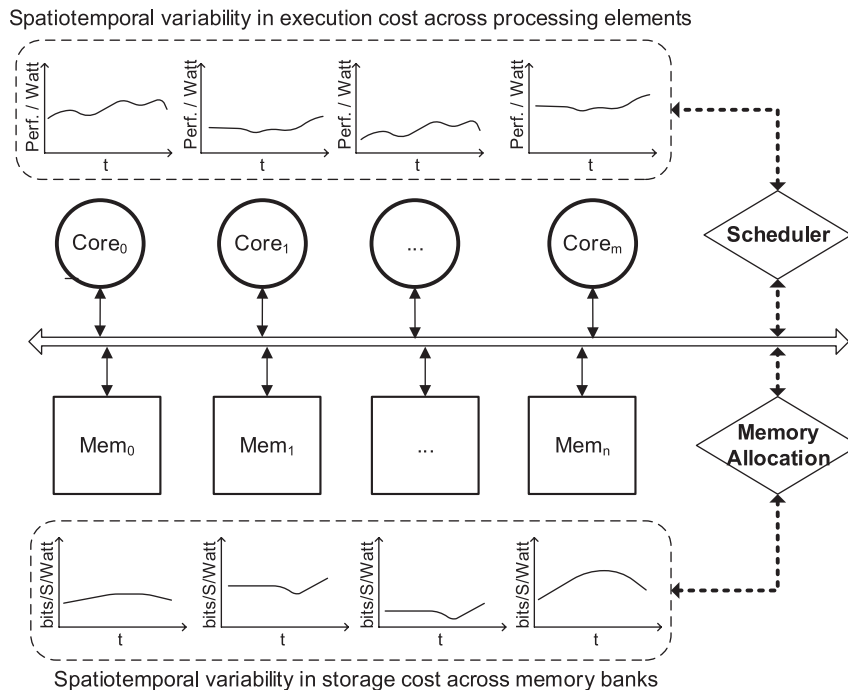 Spatiotemporal variability in execution cost across processing elements
Perf. / Watt
Perf. / Watt
Perf. / Watt
Perf. / Watt
t
t
t
t
Core0
Core1
...
Corem
Scheduler
Mem0
Mem1
...
Memn
Memory
Allocation
bits/S/Watt
bits/S/Watt
bits/S/Watt
bits/S/Watt
t
t
t
t
Spatiotemporal variability in storage cost across memory banks